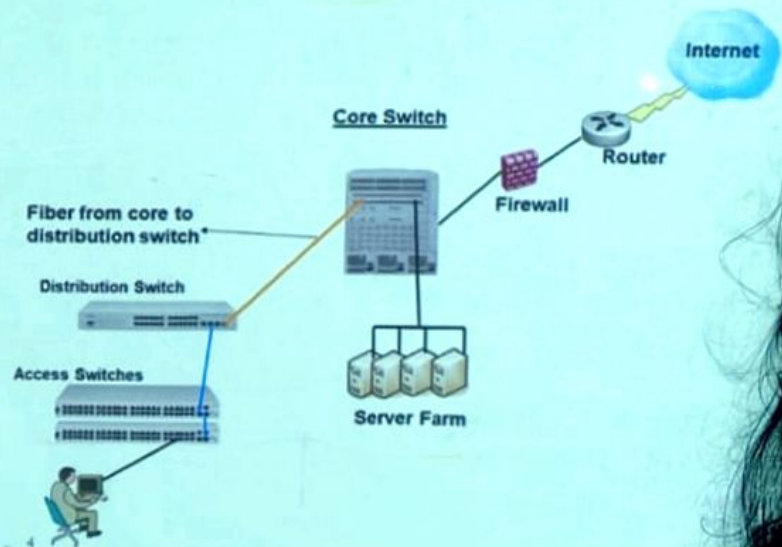 Internet
Core Switch
Router
Firewall
Fiber from core to
distribution switch
Distribution Switch
Access Switches
Server Farm
4